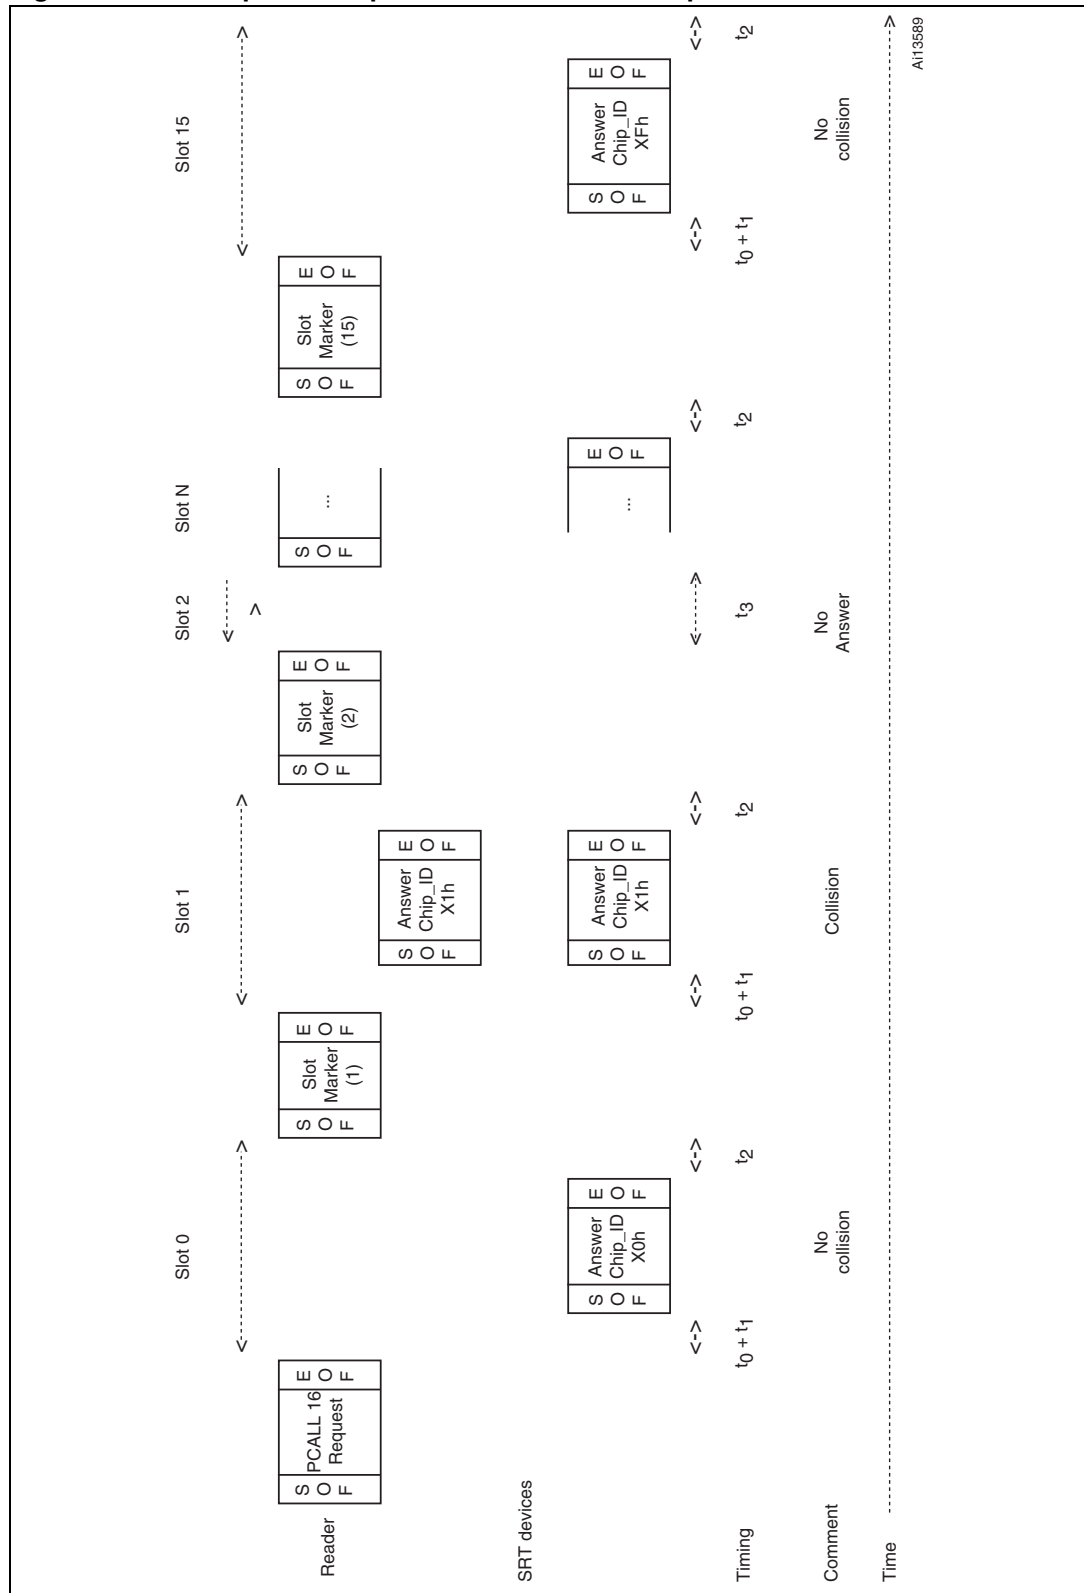 Slot 0
Slot 1
Slot 2
Slot N
Slot 15
Reader
S O F
PCALL 16
Request
E O F
S O F
Slot
Marker
(1)
E O F
S O F
Slot
Marker
(2)
E O F
S O F
...
S O F
Slot
Marker
(15)
E O F
SRT devices
S O F
Answer
Chip_ID
X1h
E O F
S O F
Answer
Chip_ID
X0h
E O F
S O F
Answer
Chip_ID
X1h
E O F
...
E O F
S O F
Answer
Chip_ID
XFh
E O F
Timing
t0 + t1
t2
t0 + t1
t2
t3
t2
t0 + t1
t2
Comment
No
collision
Collision
No
Answer
No
collision
Time
Ai13589